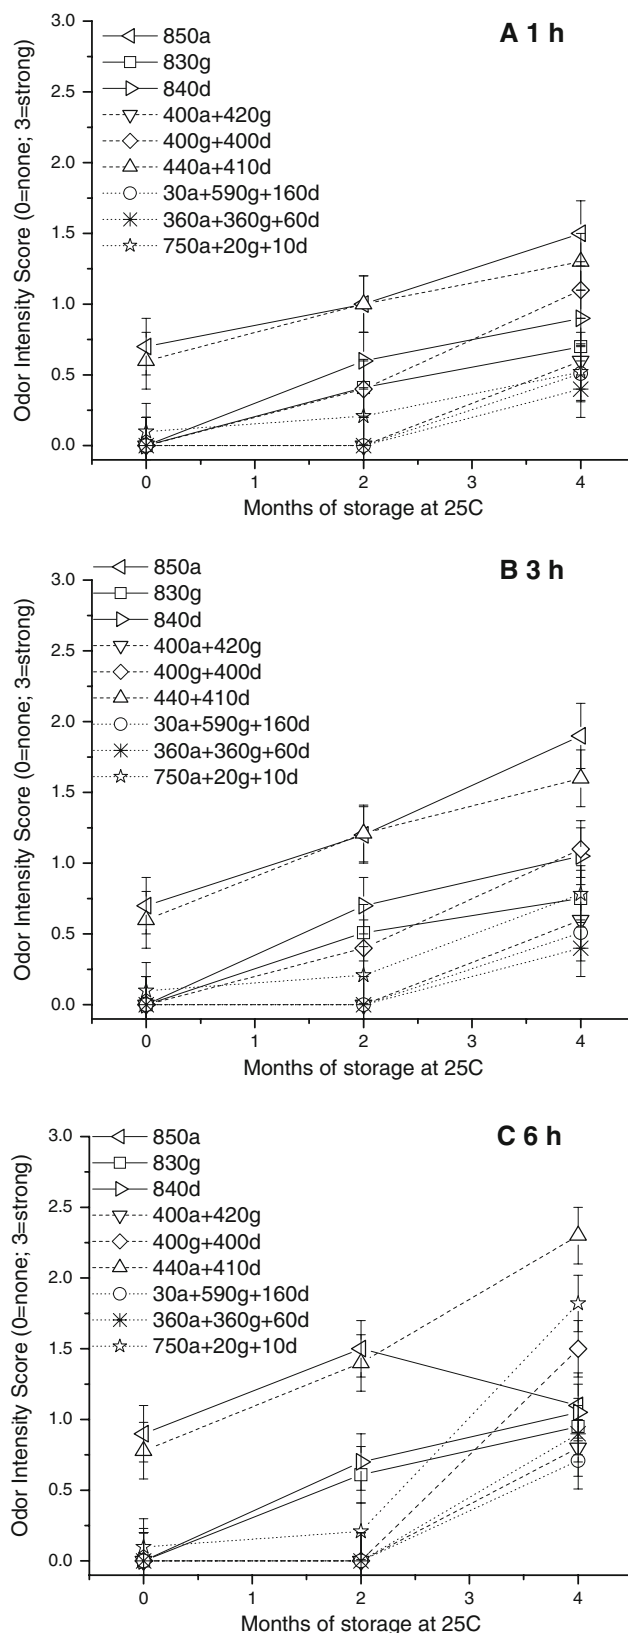 A 1 h
850a
830g
840d
400a+420g
400g+400d
440a+410d
30a+590g+160d
360a+360g+60d
750a+20g+10d
Odor Intensity Score (0=none; 3=strong)
3.0
2.5
2.0
1.5
1.0
0.5
0.0
0 1 2 3 4
Months of storage at 25C
B 3 h
850a
830g
840d
400a+420g
400g+400d
440+410d
30a+590g+160d
360a+360g+60d
750a+20g+10d
Odor Intensity Score (0=none; 3=strong)
3.0
2.5
2.0
1.5
1.0
0.5
0.0
0 1 2 3 4
Months of storage at 25C
C 6 h
850a
830g
840d
400a+420g
400g+400d
440a+410d
30a+590g+160d
360a+360g+60d
750a+20g+10d
Odor Intensity Score (0=none; 3=strong)
3.0
2.5
2.0
1.5
1.0
0.5
0.0
0 1 2 3 4
Months of storage at 25C